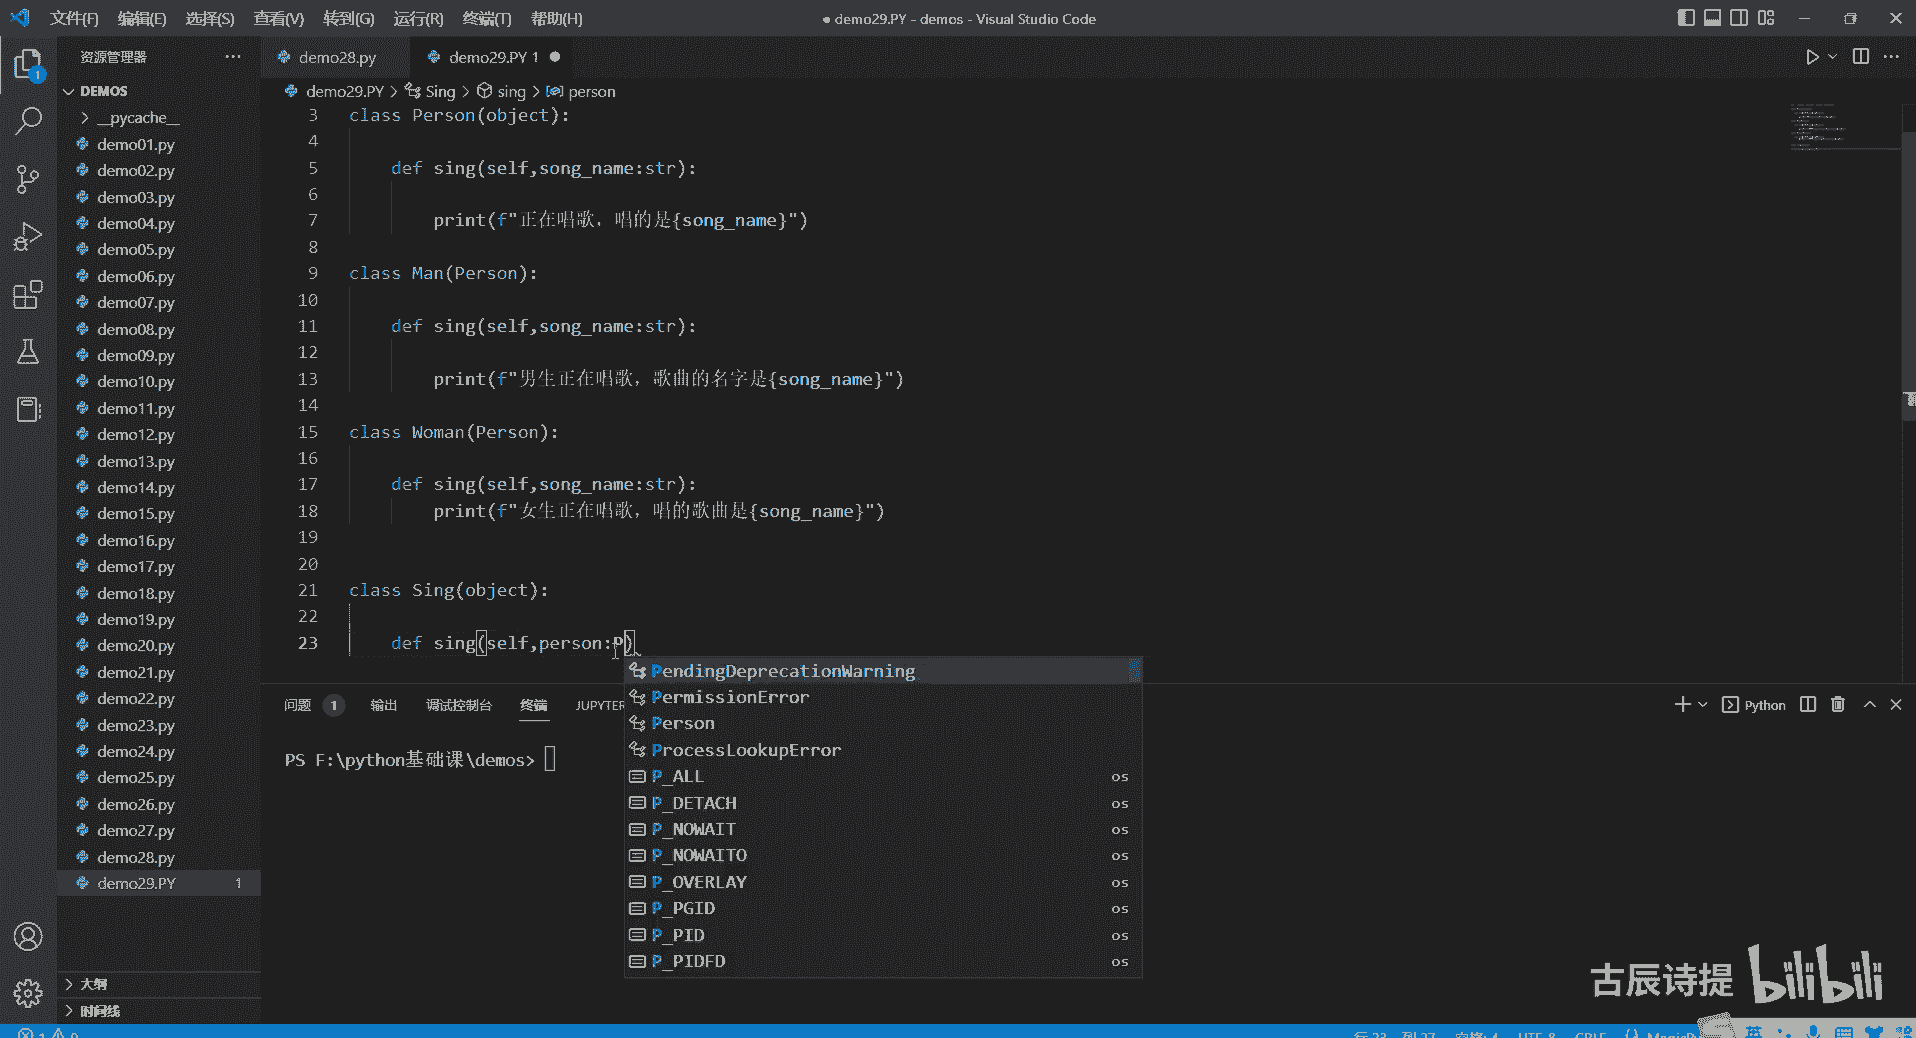 文件(F) 编辑(E) 选择(S) 查看(V) 转到(G) 运行(R) 终端(T) 帮助(H)
● demo29.PY - demos - Visual Studio Code
资源管理器
DEMOS
__pycache__
demo01.py
demo02.py
demo03.py
demo04.py
demo05.py
demo06.py
demo07.py
demo08.py
demo09.py
demo10.py
demo11.py
demo12.py
demo13.py
demo14.py
demo15.py
demo16.py
demo17.py
demo18.py
demo19.py
demo20.py
demo21.py
demo22.py
demo23.py
demo24.py
demo25.py
demo26.py
demo27.py
demo28.py
demo29.PY 1
大纲
时间线
1
demo28.py
demo29.PY 1 ●
demo29.PY > Sing > sing > person
3 class Person(object):
4
5 def sing(self,song_name:str):
6
7 print(f"正在唱歌，唱的是{song_name}")
8
9 class Man(Person):
10
11 def sing(self,song_name:str):
12
13 print(f"男生正在唱歌，歌曲的名字是{song_name}")
14
15 class Woman(Person):
16
17 def sing(self,song_name:str):
18 print(f"女生正在唱歌，唱的歌曲是{song_name}")
19
20
21 class Sing(object):
22
23 def sing(self,person:P)
PendingDeprecationWarning
PermissionError
Person
ProcessLookupError
P_ALL os
P_DETACH os
P_NOWAIT os
P_NOWAITO os
P_OVERLAY os
P_PGID os
P_PID os
P_PIDFD os
问题 1 输出 调试控制台 终端 JUPYTER
Python
PS F:\python基础课\demos>
古辰诗提 bilibili
英